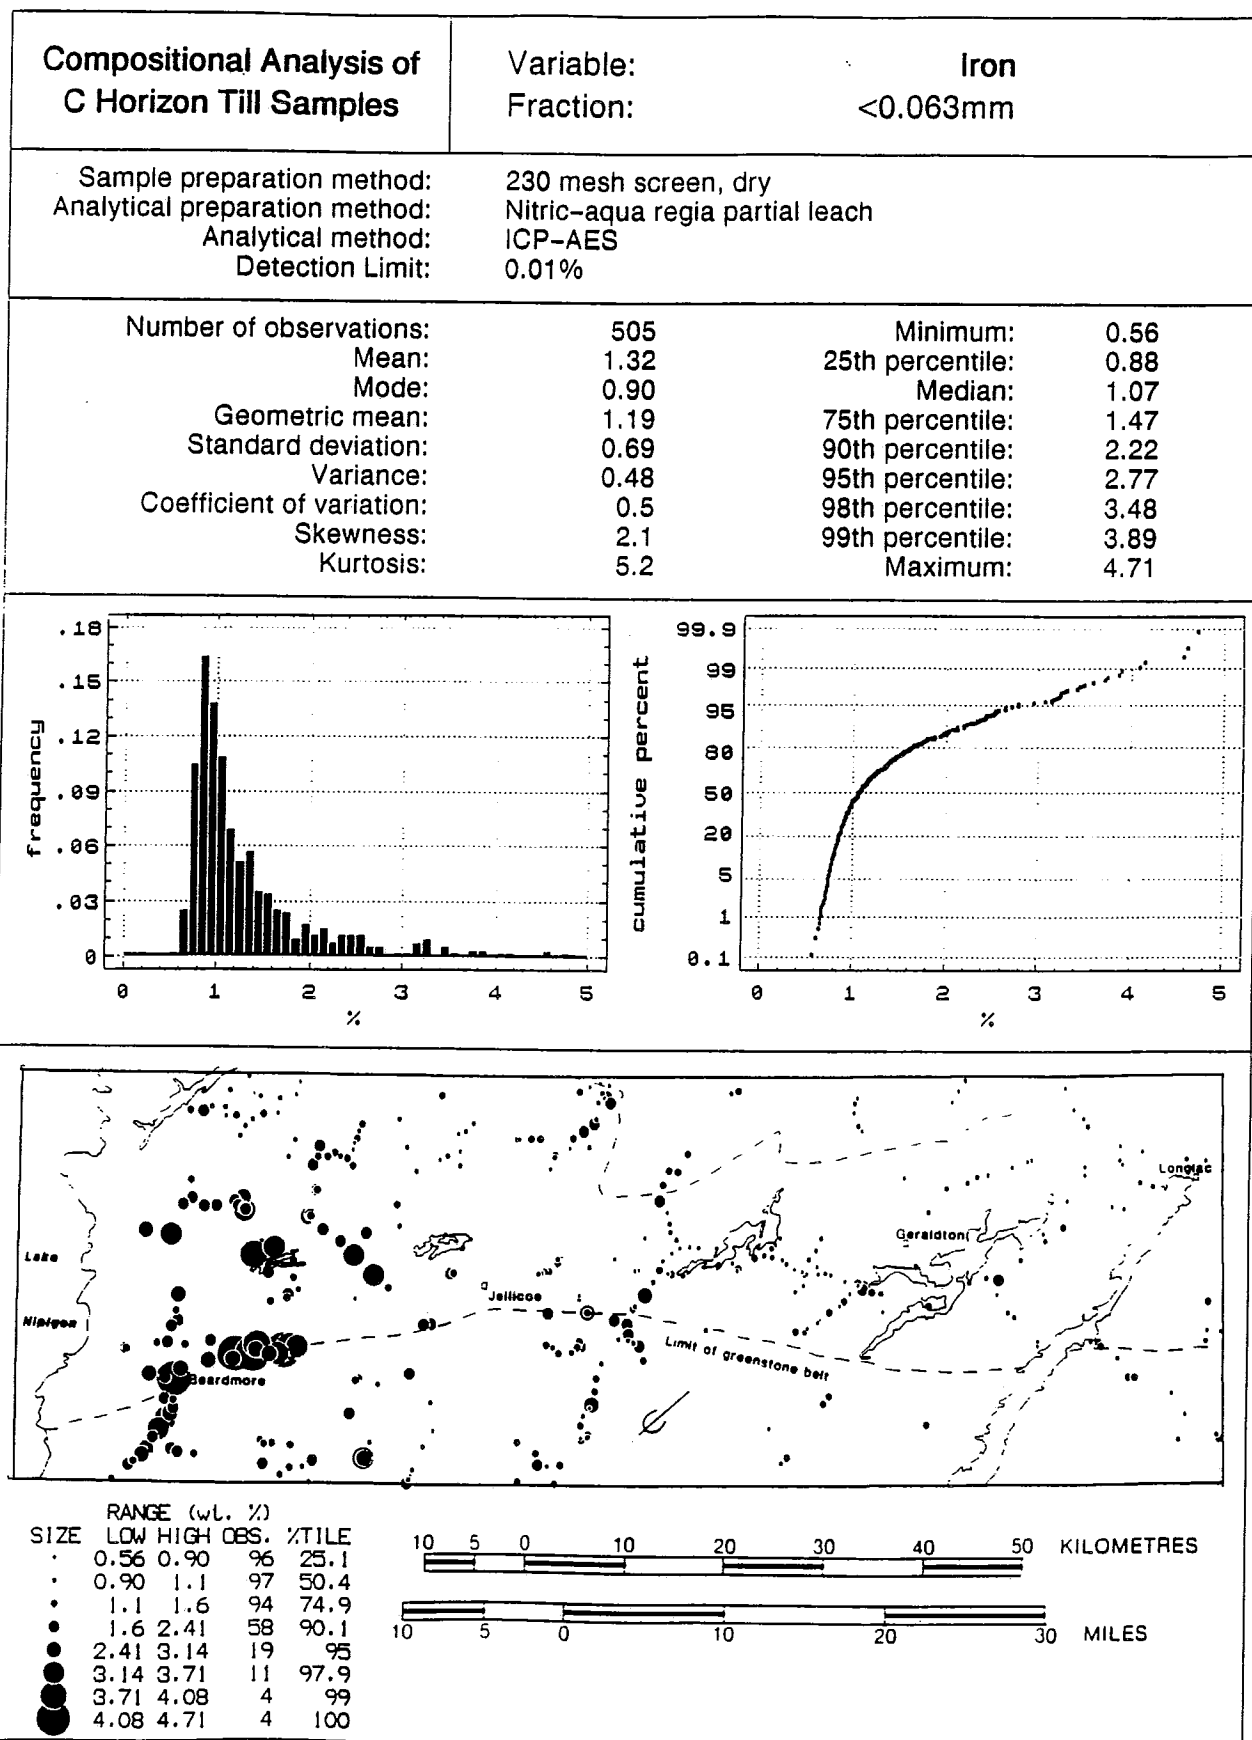 Compositional Analysis of
C Horizon Till Samples
Variable: Iron
Fraction: <0.063mm
Sample preparation method: 230 mesh screen, dry
Analytical preparation method: Nitric-aqua regia partial leach
Analytical method: ICP-AES
Detection Limit: 0.01%
Number of observations: 505 Minimum: 0.56
Mean: 1.32 25th percentile: 0.88
Mode: 0.90 Median: 1.07
Geometric mean: 1.19 75th percentile: 1.47
Standard deviation: 0.69 90th percentile: 2.22
Variance: 0.48 95th percentile: 2.77
Coefficient of variation: 0.5 98th percentile: 3.48
Skewness: 2.1 99th percentile: 3.89
Kurtosis: 5.2 Maximum: 4.71
frequency
.18
.15
.12
.09
.06
.03
0
0 1 2 3 4 5
%
cumulative percent
99.9
99
95
80
50
20
5
1
0.1
0 1 2 3 4 5
%
Longlac
Geraldton
Lake
Nipigon
Jellicoe
Limit of greenstone belt
Beardmore
RANGE (wt. %)
SIZE LOW HIGH OBS. %TILE
0.56 0.90 96 25.1
0.90 1.1 97 50.4
1.1 1.6 94 74.9
1.6 2.41 58 90.1
2.41 3.14 19 95
3.14 3.71 11 97.9
3.71 4.08 4 99
4.08 4.71 4 100
10 5 0 10 20 30 40 50 KILOMETRES
10 5 0 10 20 30 MILES